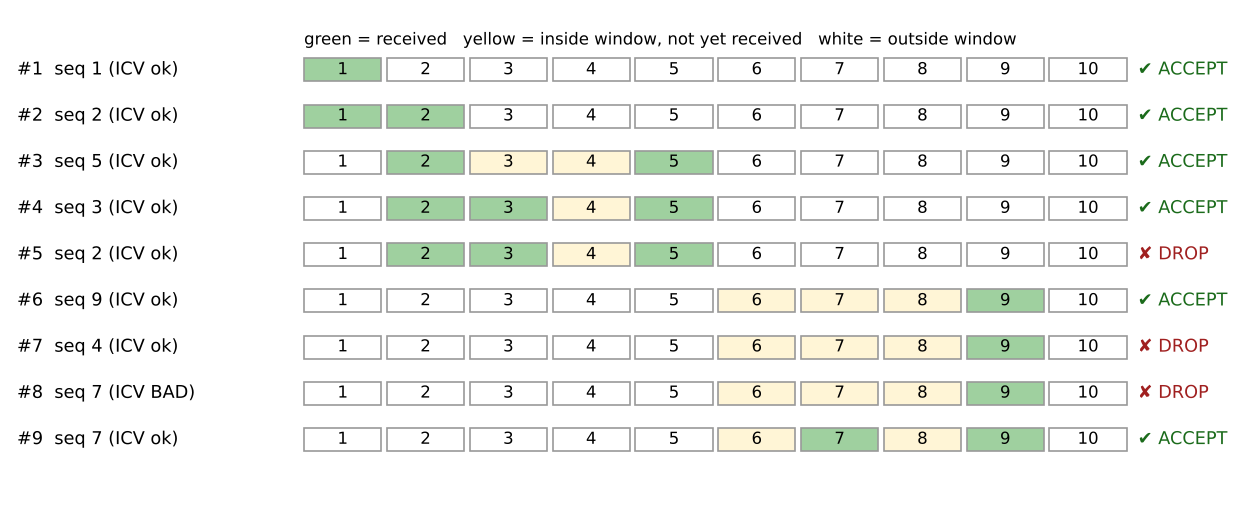 green = received   yellow = inside window, not yet received   white = outside window
#1  seq 1 (ICV ok) 1 2 3 4 5 6 7 8 9 10 ✔ ACCEPT
#2  seq 2 (ICV ok) 1 2 3 4 5 6 7 8 9 10 ✔ ACCEPT
#3  seq 5 (ICV ok) 1 2 3 4 5 6 7 8 9 10 ✔ ACCEPT
#4  seq 3 (ICV ok) 1 2 3 4 5 6 7 8 9 10 ✔ ACCEPT
#5  seq 2 (ICV ok) 1 2 3 4 5 6 7 8 9 10 ✘ DROP
#6  seq 9 (ICV ok) 1 2 3 4 5 6 7 8 9 10 ✔ ACCEPT
#7  seq 4 (ICV ok) 1 2 3 4 5 6 7 8 9 10 ✘ DROP
#8  seq 7 (ICV BAD) 1 2 3 4 5 6 7 8 9 10 ✘ DROP
#9  seq 7 (ICV ok) 1 2 3 4 5 6 7 8 9 10 ✔ ACCEPT